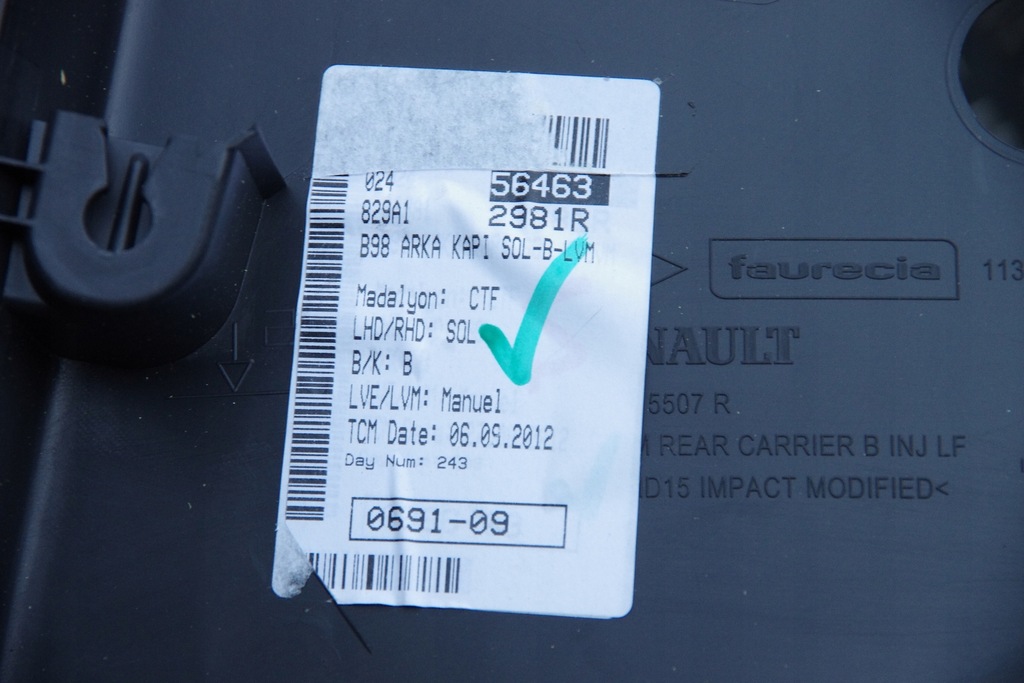 024 56463
829A1 2981R
B98 ARKA KAPI SOL-B-LVM
Madalyon: CTF
LHD/RHD: SOL
B/K: B
LVE/LVM: Manuel
TCM Date: 06.09.2012
Day Num: 243
0691-09
faurecia 113
NAULT
5507 R
REAR CARRIER B INJ LF
D15 IMPACT MODIFIED<